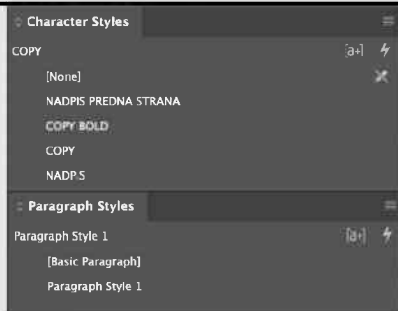 Character Styles
COPY [a+]
[None]
NADPIS PREDNA STRANA
COPY BOLD
COPY
NADPIS
Paragraph Styles
Paragraph Style 1 [a+]
[Basic Paragraph]
Paragraph Style 1